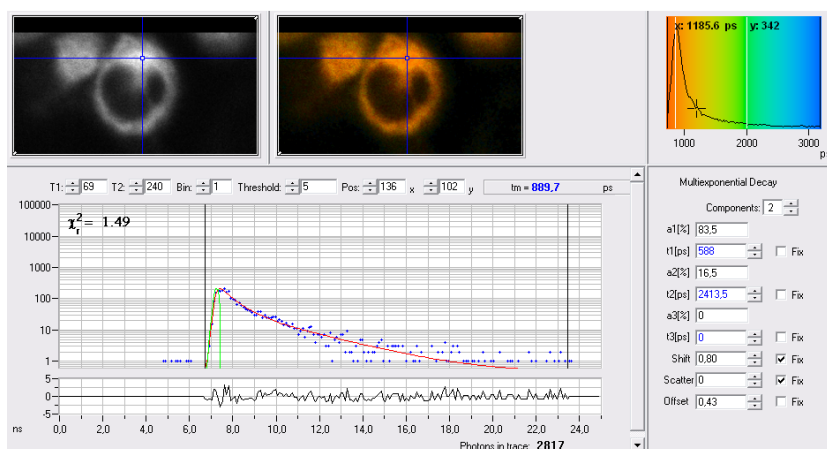 x: 1185.6 ps y: 342
1000 2000 3000
T1: 69 T2: 240 Bin: 1 Threshold: 5 Pos: 136 x 102 y tm = 889,7 ps
Multiexponential Decay
Components: 2
a1[%] 83,5
t1[ps] 588 Fix
a2[%] 16,5
t2[ps] 2413,5 Fix
a3[%] 0
t3[ps] 0 Fix
Shift 0,80 Fix
Scatter 0 Fix
Offset 0,43 Fix
χ²r = 1.49
100000
10000
1000
100
10
1
5
0
-5
ns 0,0 2,0 4,0 6,0 8,0 10,0 12,0 14,0 16,0 18,0 20,0 22,0 24,0
Photons in trace: 2817